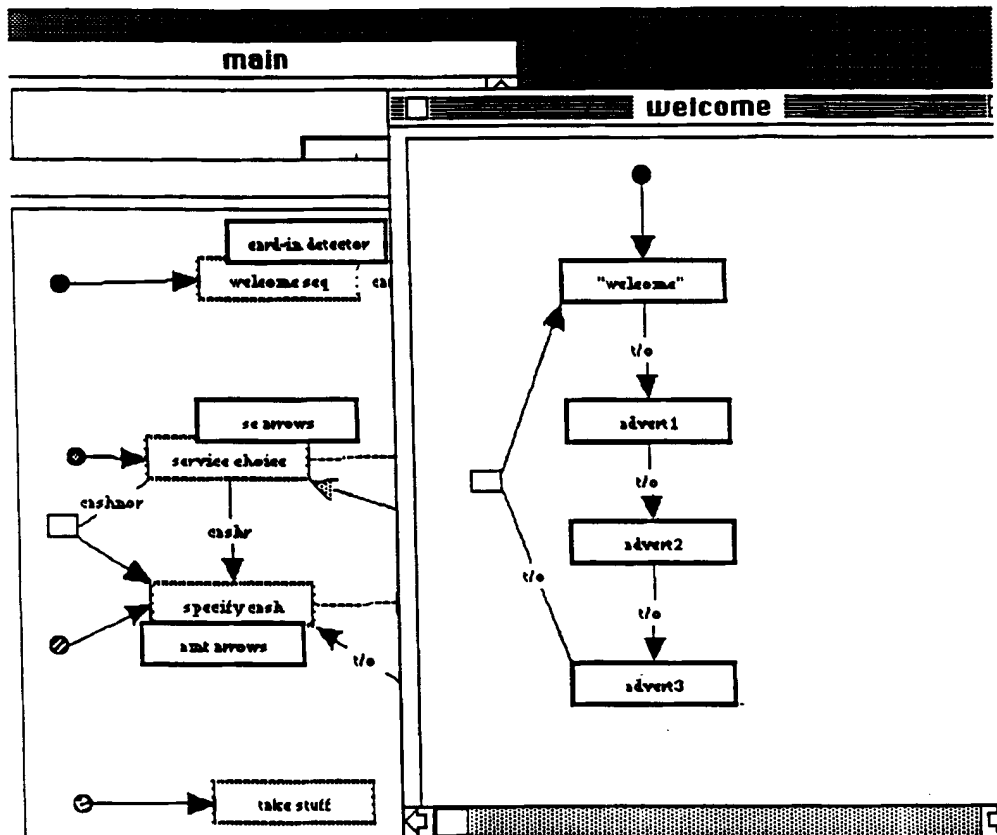 main
welcome
card-in detector
welcome seq
sc arrows
service choice
cashnor
cashr
specify cash
amt arrows
t/o
take stuff
"welcome"
t/o
advert1
t/o
advert2
t/o
t/o
advert3